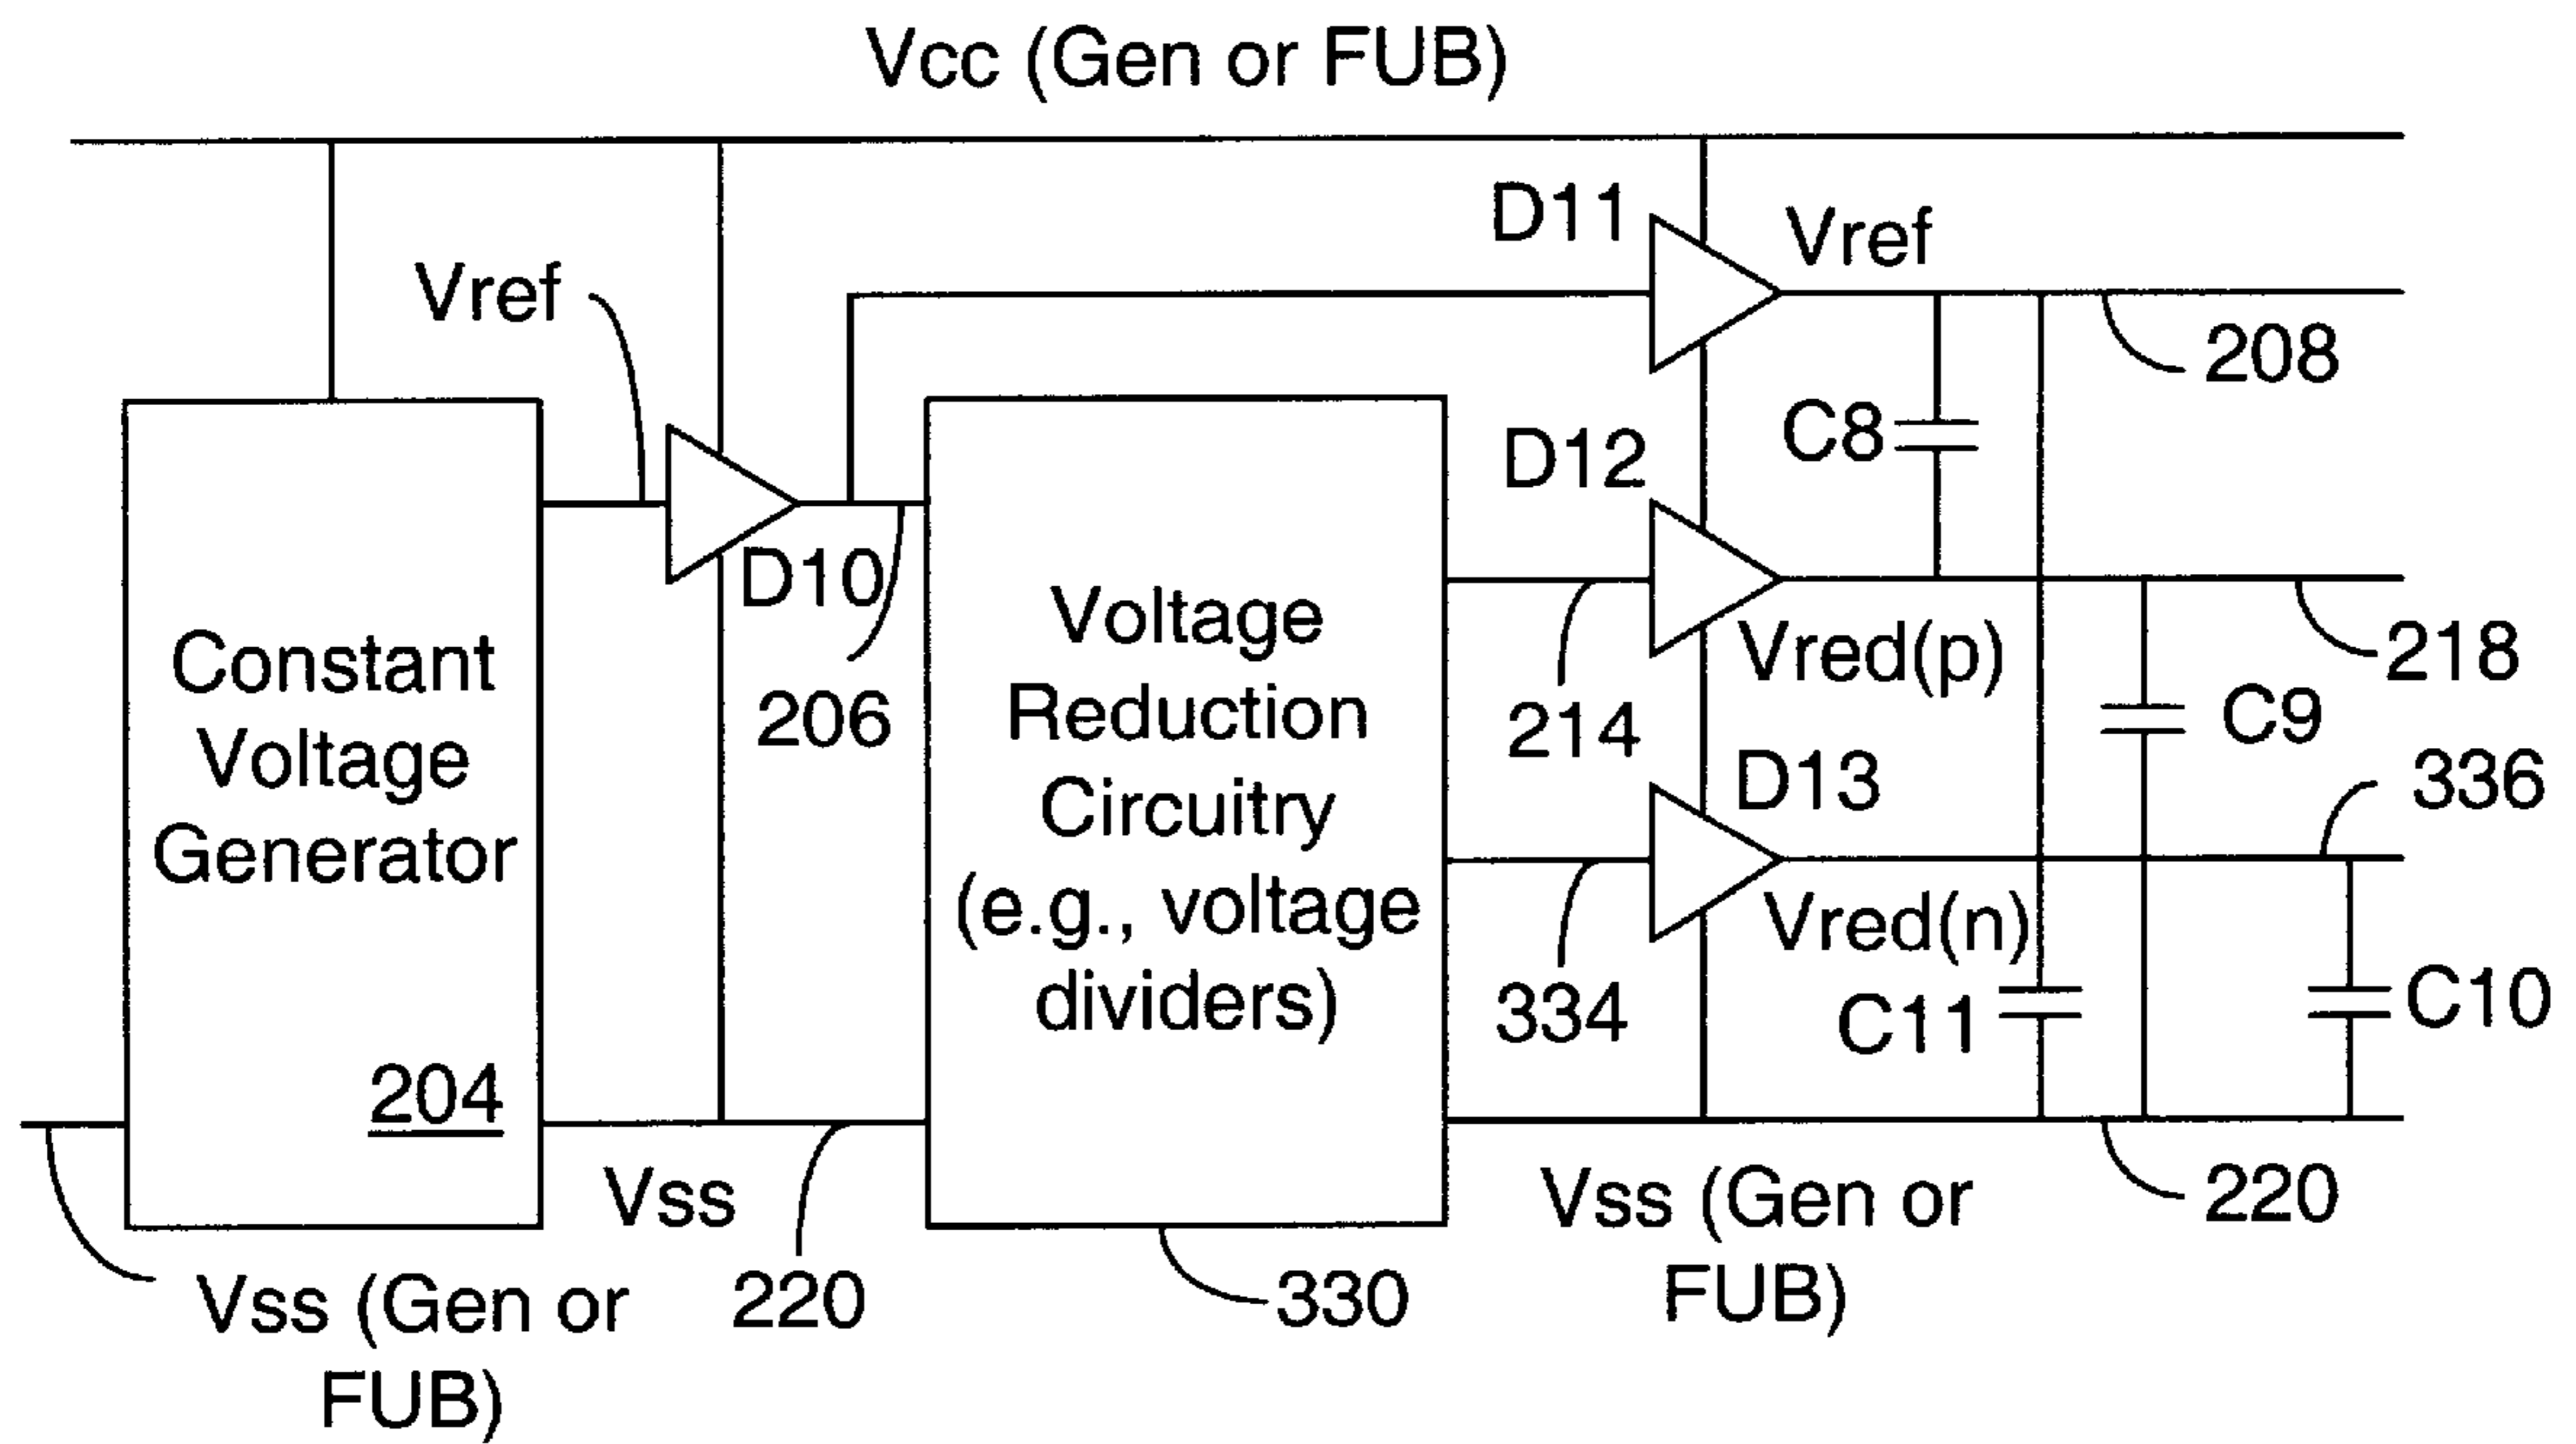 Vcc (Gen or FUB)
D11
Vref
Vref
208
C8
D12
D10
206
Constant
Voltage
Generator
204
Voltage
Reduction
Circuitry
(e.g., voltage
dividers)
214
Vred(p)
218
C9
D13
336
334
Vred(n)
C11
C10
Vss
220
Vss (Gen or
FUB)
330
Vss (Gen or
FUB)
220